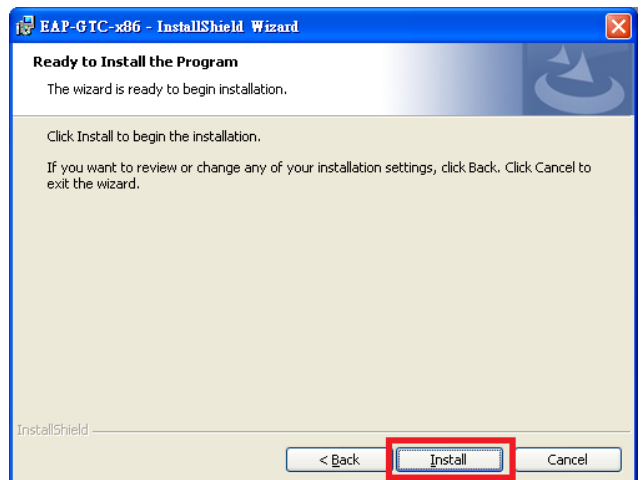 EAP-GTC-x86 - InstallShield Wizard
Ready to Install the Program
The wizard is ready to begin installation.
Click Install to begin the installation.
If you want to review or change any of your installation settings, click Back. Click Cancel to
exit the wizard.
InstallShield
< Back Install Cancel